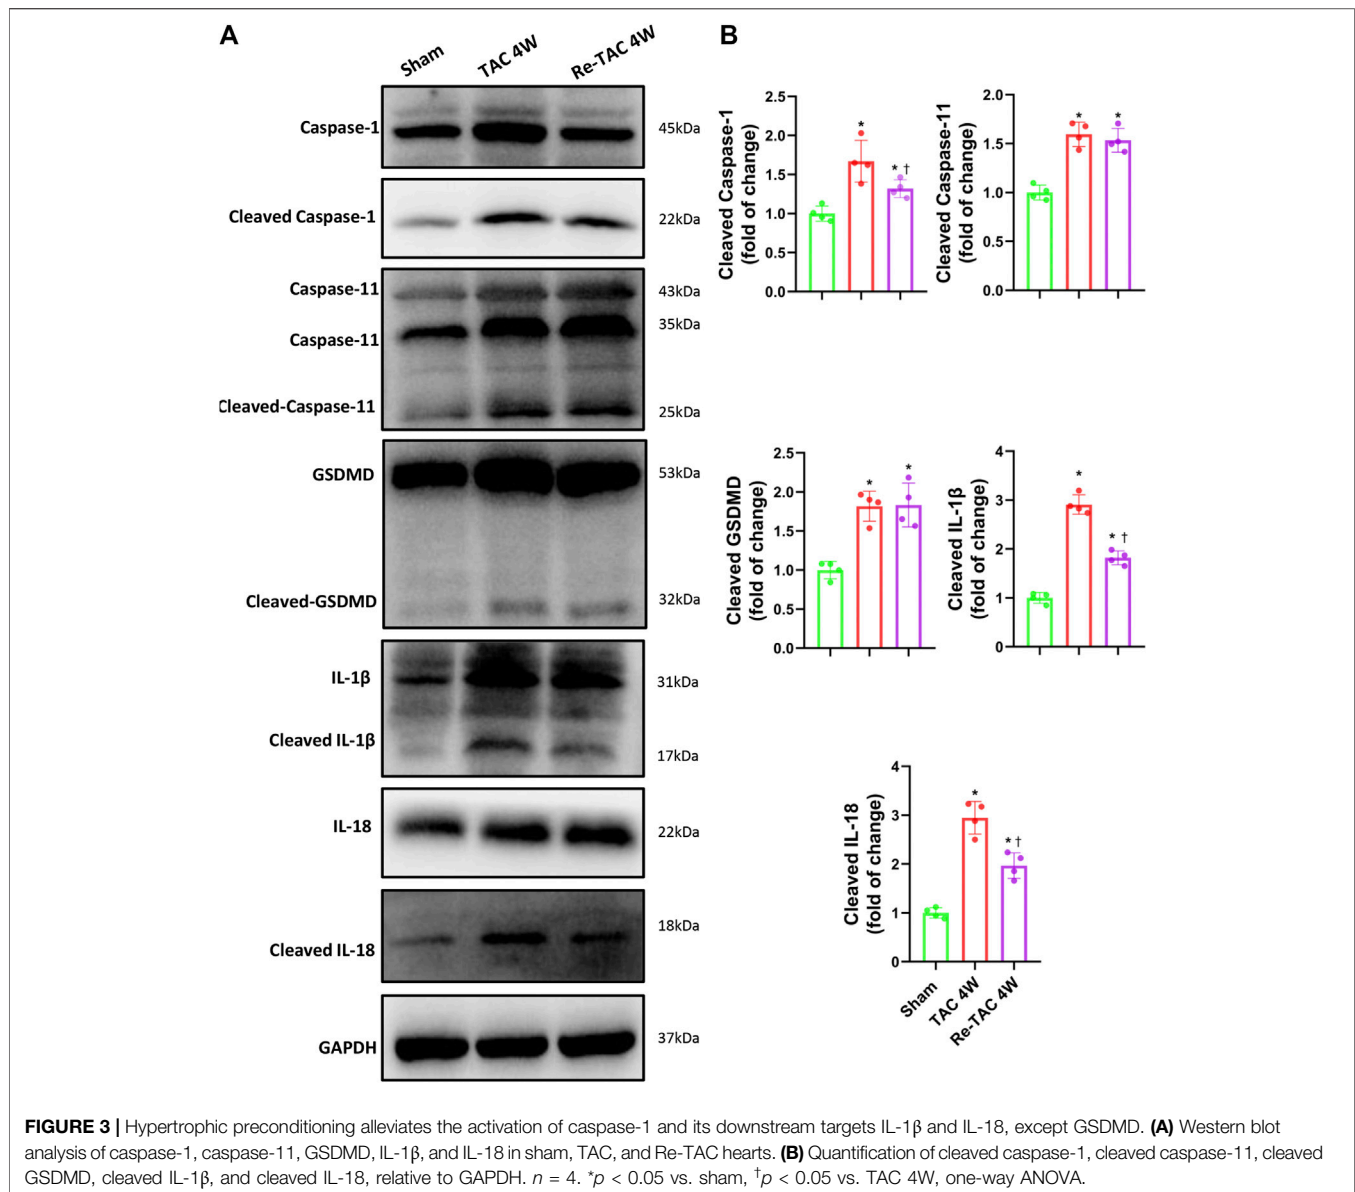 A
B
Sham
TAC 4W
Re-TAC 4W
Caspase-1
45kDa
Cleaved Caspase-1
22kDa
Caspase-11
43kDa
35kDa
Caspase-11
Cleaved-Caspase-11
25kDa
GSDMD
53kDa
Cleaved-GSDMD
32kDa
IL-1β
31kDa
Cleaved IL-1β
17kDa
IL-18
22kDa
18kDa
Cleaved IL-18
37kDa
GAPDH
Cleaved Caspase-1
(fold of change)
2.5
2.0
1.5
1.0
0.5
0.0
*
* †
Cleaved Caspase-11
(fold of change)
2.0
1.5
1.0
0.5
0.0
*
*
Cleaved GSDMD
(fold of change)
2.5
2.0
1.5
1.0
0.5
0.0
*
*
Cleaved IL-1β
(fold of change)
4
3
2
1
0
*
* †
Cleaved IL-18
(fold of change)
4
3
2
1
0
*
* †
Sham
TAC 4W
Re-TAC 4W
FIGURE 3 | Hypertrophic preconditioning alleviates the activation of caspase-1 and its downstream targets IL-1β and IL-18, except GSDMD. (A) Western blot
analysis of caspase-1, caspase-11, GSDMD, IL-1β, and IL-18 in sham, TAC, and Re-TAC hearts. (B) Quantification of cleaved caspase-1, cleaved caspase-11, cleaved
GSDMD, cleaved IL-1β, and cleaved IL-18, relative to GAPDH. n = 4. *p < 0.05 vs. sham, †p < 0.05 vs. TAC 4W, one-way ANOVA.